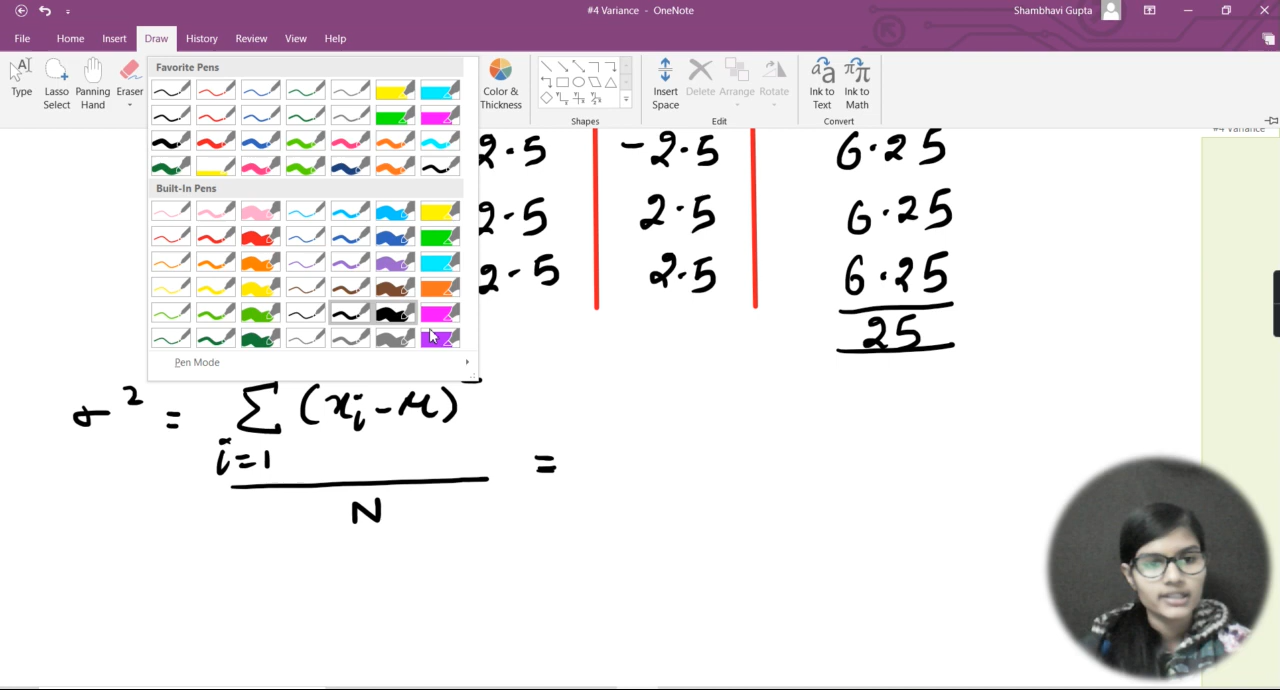 #4 Variance - OneNote
Shambhavi Gupta
File Home Insert Draw History Review View Help
Type
Lasso Select
Panning Hand
Eraser
Favorite Pens
Built-In Pens
Pen Mode
Color & Thickness
Shapes
Insert Space
Delete
Arrange
Rotate
Edit
Ink to Text
Ink to Math
Convert
#4 Variance
2.5 -2.5 6.25
2.5 2.5 6.25
2.5 2.5 6.25
25
σ² = ∑ (xi-μ)
i=1
=
N